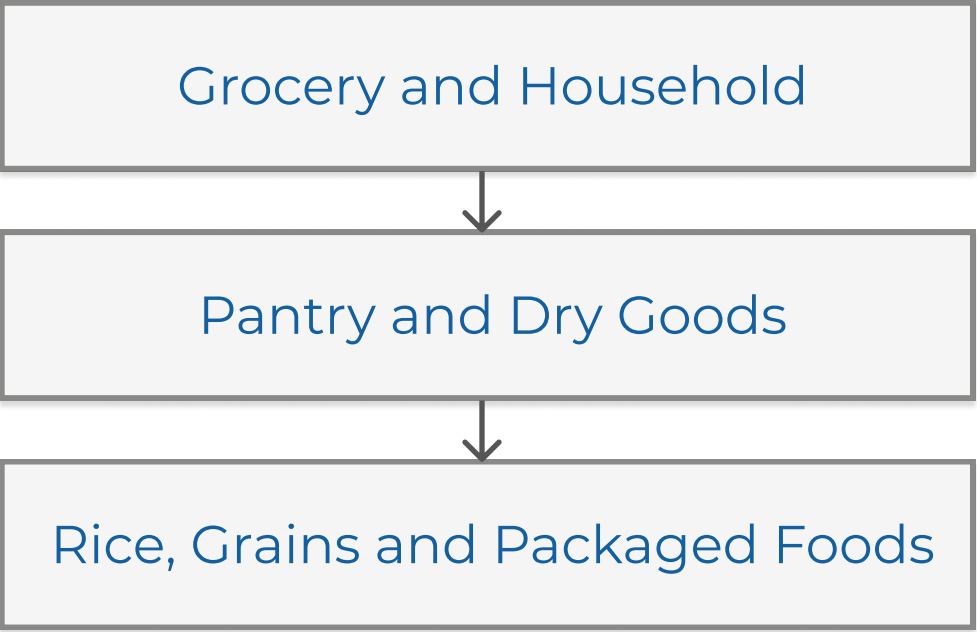 Grocery and Household
Pantry and Dry Goods
Rice, Grains and Packaged Foods